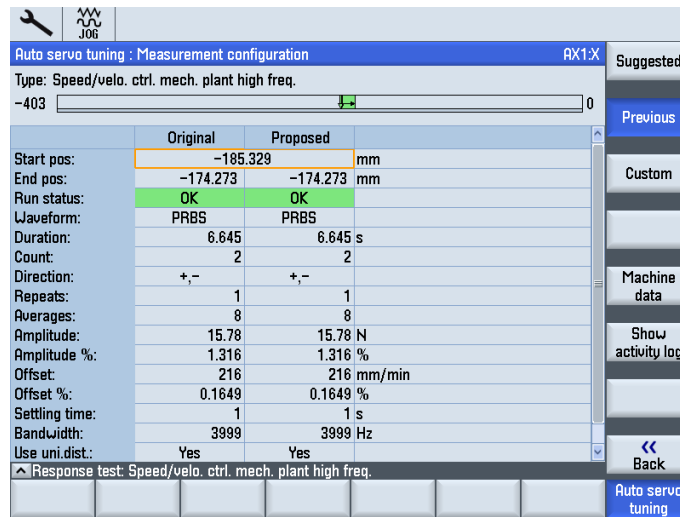 JOG
Auto servo tuning : Measurement configuration AX1:X
Type: Speed/velo. ctrl. mech. plant high freq.
-403 0
Original Proposed
Start pos: -185.329 mm
End pos: -174.273 -174.273 mm
Run status: OK OK
Waveform: PRBS PRBS
Duration: 6.645 6.645 s
Count: 2 2
Direction: +,- +,-
Repeats: 1 1
Averages: 8 8
Amplitude: 15.78 15.78 N
Amplitude %: 1.316 1.316 %
Offset: 216 216 mm/min
Offset %: 0.1649 0.1649 %
Settling time: 1 1 s
Bandwidth: 3999 3999 Hz
Use uni.dist.: Yes Yes
Response test: Speed/velo. ctrl. mech. plant high freq.
Suggested
Previous
Custom
Machine
data
Show
activity log
«
Back
Auto servo
tuning